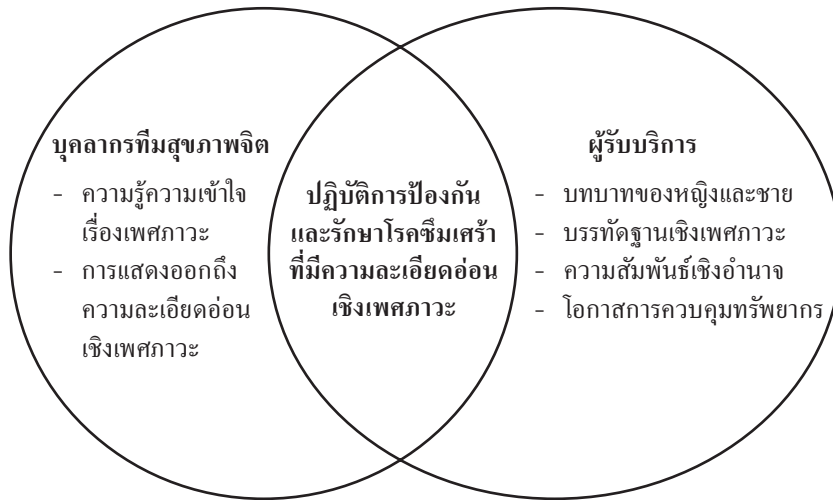 บุคลากรทีมสุขภาพจิต
- ความรู้ความเข้าใจ
เรื่องเพศภาวะ
- การแสดงออกถึง
ความละเอียดอ่อน
เชิงเพศภาวะ
ปฏิบัติการป้องกัน
และรักษาโรคซึมเศร้า
ที่มีความละเอียดอ่อน
เชิงเพศภาวะ
ผู้รับบริการ
- บทบาทของหญิงและชาย
- บรรทัดฐานเชิงเพศภาวะ
- ความสัมพันธ์เชิงอำนาจ
- โอกาสการควบคุมทรัพยากร